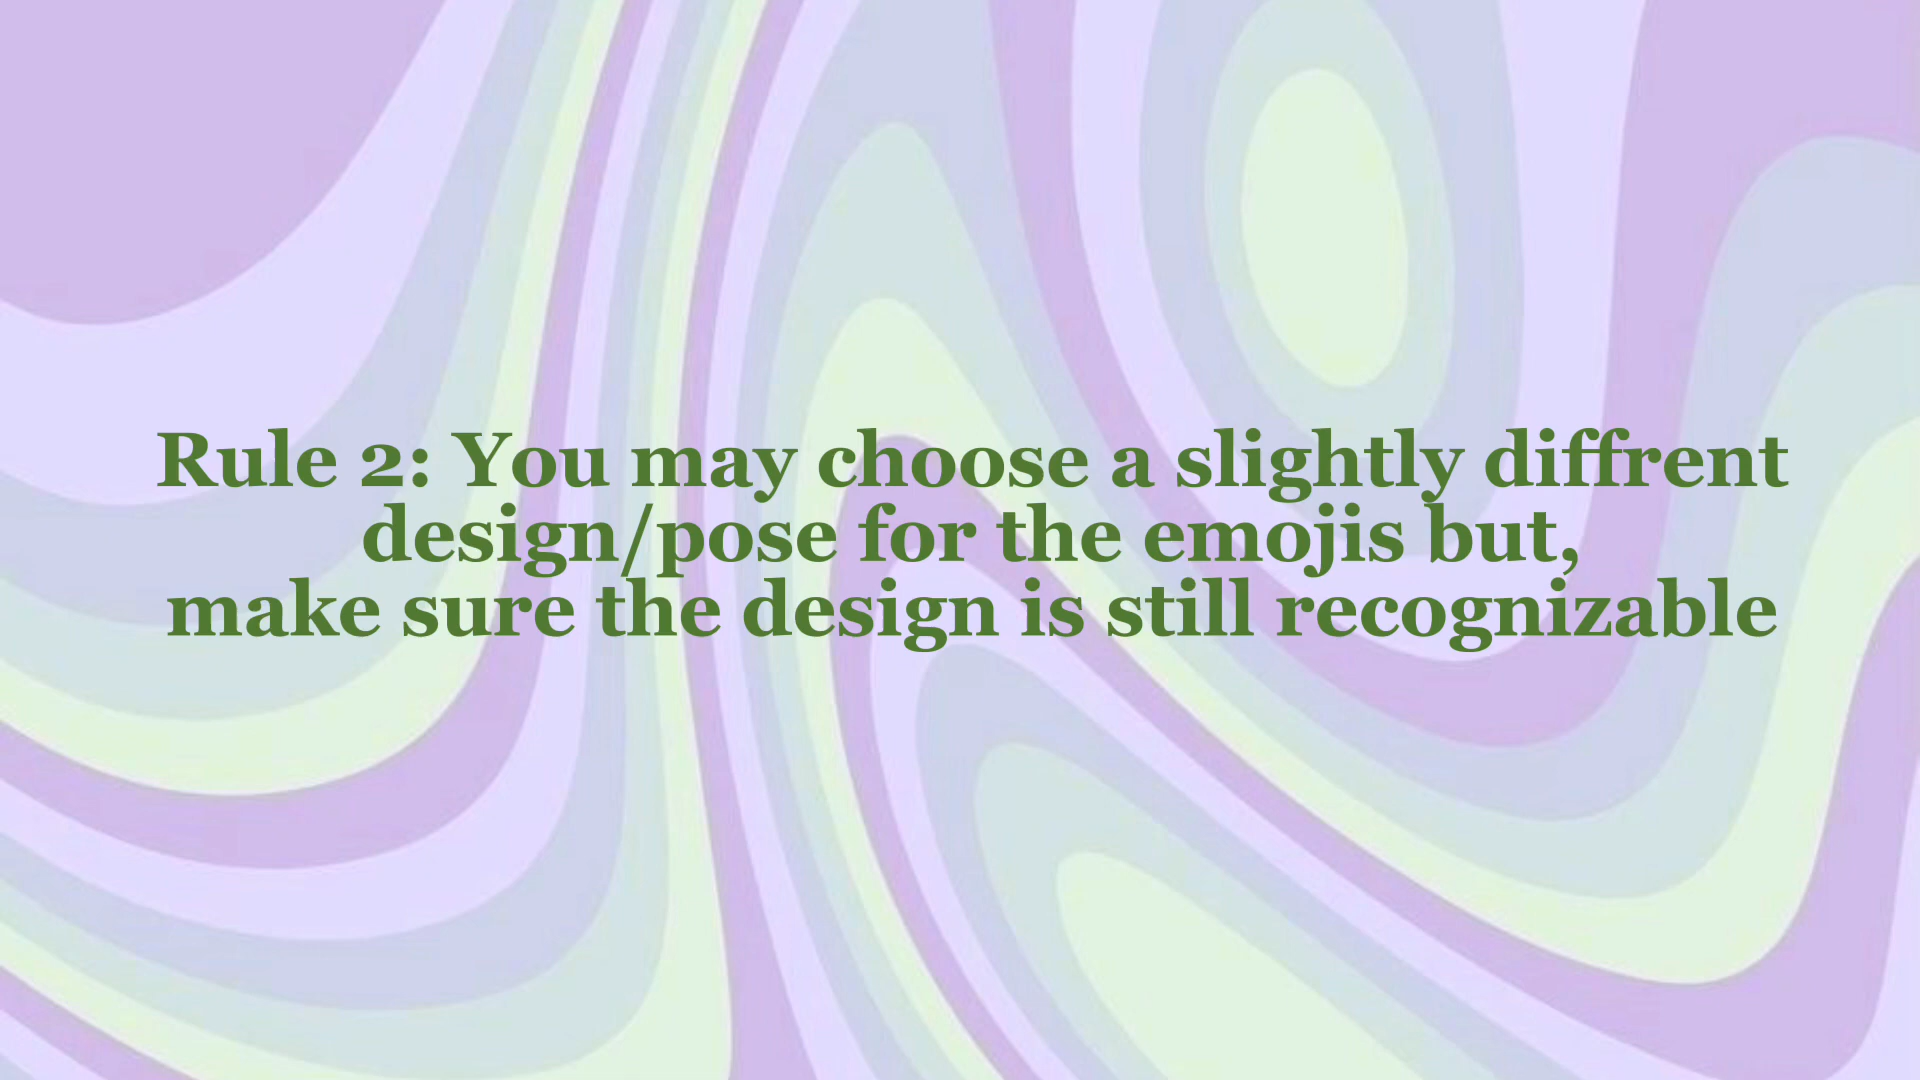 Rule 2: You may choose a slightly diffrent
design/pose for the emojis but,
make sure the design is still recognizable